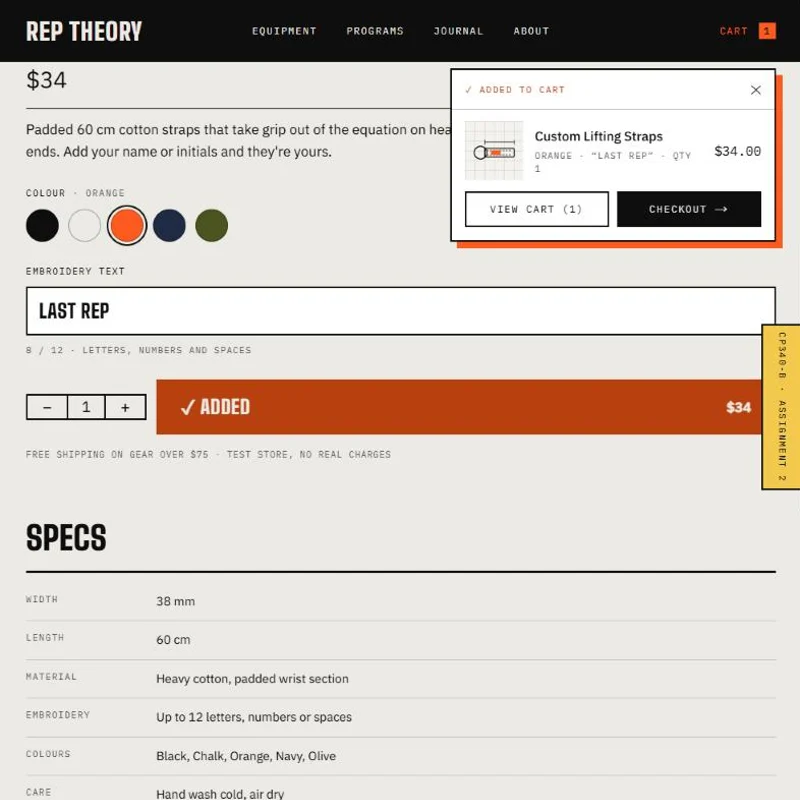 REP THEORY
EQUIPMENT PROGRAMS JOURNAL ABOUT
CART 1
$34
Padded 60 cm cotton straps that take grip out of the equation on hea
ends. Add your name or initials and they're yours.
✓ ADDED TO CART
Custom Lifting Straps
ORANGE · "LAST REP" · QTY
1
$34.00
VIEW CART (1)
CHECKOUT →
COLOUR · ORANGE
EMBROIDERY TEXT
LAST REP
8 / 12 · LETTERS, NUMBERS AND SPACES
− 1 +
✓ ADDED $34
FREE SHIPPING ON GEAR OVER $75 · TEST STORE, NO REAL CHARGES
CP340-B · ASSIGNMENT 2
SPECS
WIDTH 38 mm
LENGTH 60 cm
MATERIAL Heavy cotton, padded wrist section
EMBROIDERY Up to 12 letters, numbers or spaces
COLOURS Black, Chalk, Orange, Navy, Olive
CARE Hand wash cold, air dry